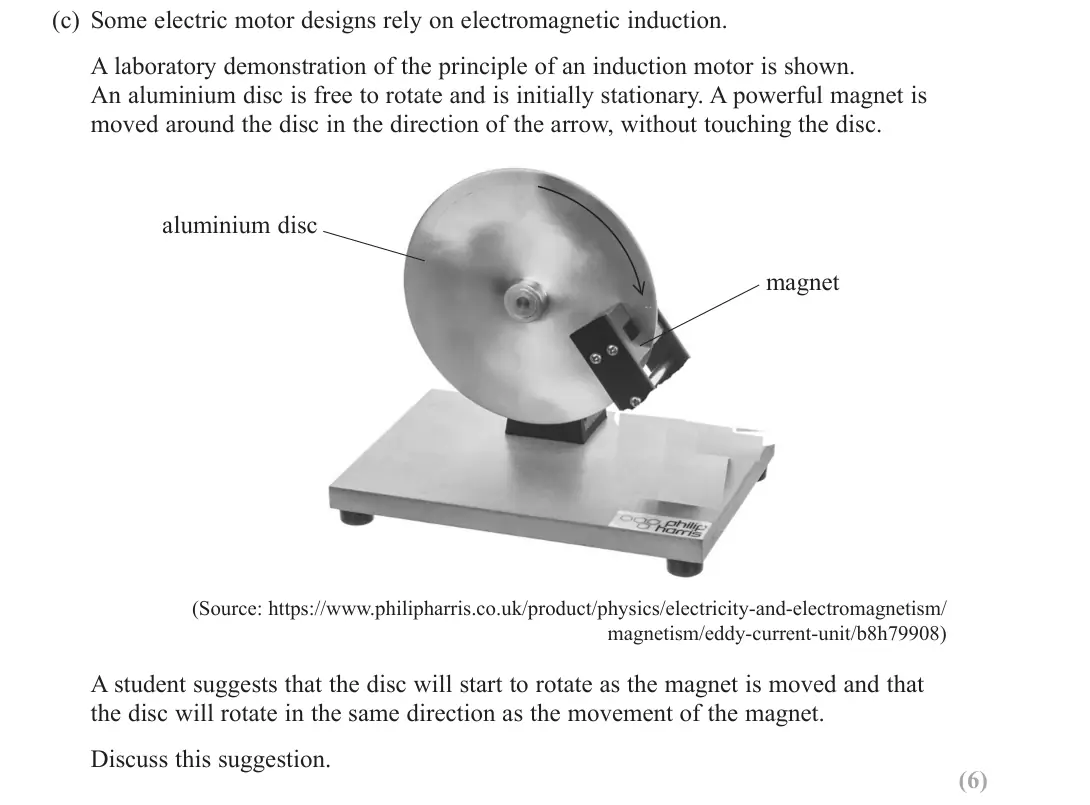 (c) Some electric motor designs rely on electromagnetic induction.
A laboratory demonstration of the principle of an induction motor is shown.
An aluminium disc is free to rotate and is initially stationary. A powerful magnet is
moved around the disc in the direction of the arrow, without touching the disc.
aluminium disc
magnet
philip
harris
(Source: https://www.philipharris.co.uk/product/physics/electricity-and-electromagnetism/
magnetism/eddy-current-unit/b8h79908)
A student suggests that the disc will start to rotate as the magnet is moved and that
the disc will rotate in the same direction as the movement of the magnet.
Discuss this suggestion.
(6)